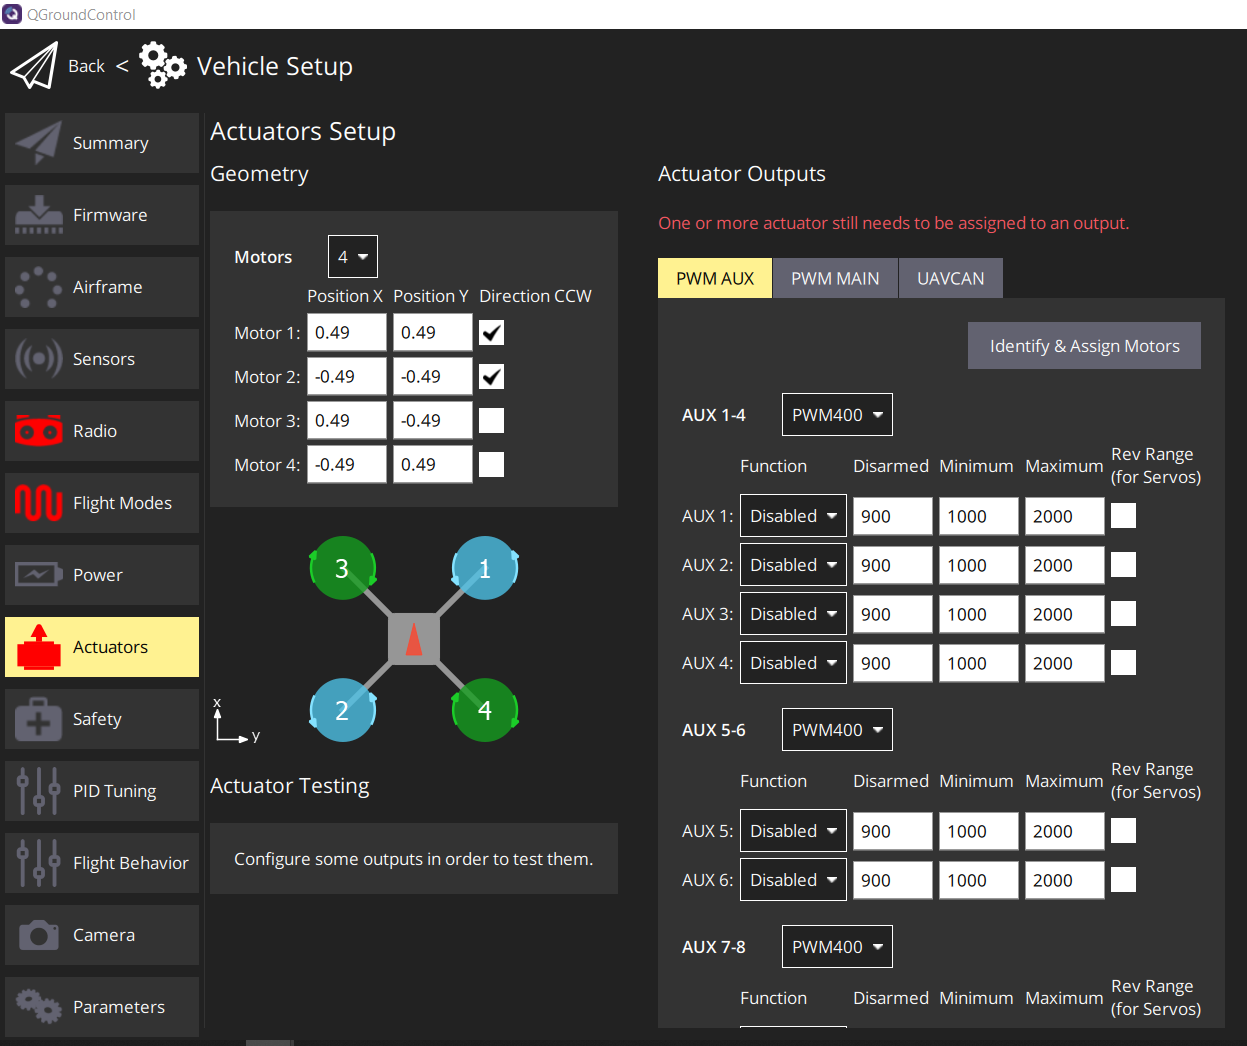 QGroundControl
Back < Vehicle Setup
Summary
Firmware
Airframe
Sensors
Radio
Flight Modes
Power
Actuators
Safety
PID Tuning
Flight Behavior
Camera
Parameters
Actuators Setup
Geometry
Motors 4
Position X Position Y Direction CCW
Motor 1: 0.49 0.49
Motor 2: -0.49 -0.49
Motor 3: 0.49 -0.49
Motor 4: -0.49 0.49
3 1
2 4
x
y
Actuator Testing
Configure some outputs in order to test them.
Actuator Outputs
One or more actuator still needs to be assigned to an output.
PWM AUX PWM MAIN UAVCAN
Identify & Assign Motors
AUX 1-4 PWM400
Function Disarmed Minimum Maximum Rev Range
(for Servos)
AUX 1: Disabled 900 1000 2000
AUX 2: Disabled 900 1000 2000
AUX 3: Disabled 900 1000 2000
AUX 4: Disabled 900 1000 2000
AUX 5-6 PWM400
Function Disarmed Minimum Maximum Rev Range
(for Servos)
AUX 5: Disabled 900 1000 2000
AUX 6: Disabled 900 1000 2000
AUX 7-8 PWM400
Function Disarmed Minimum Maximum Rev Range
(for Servos)